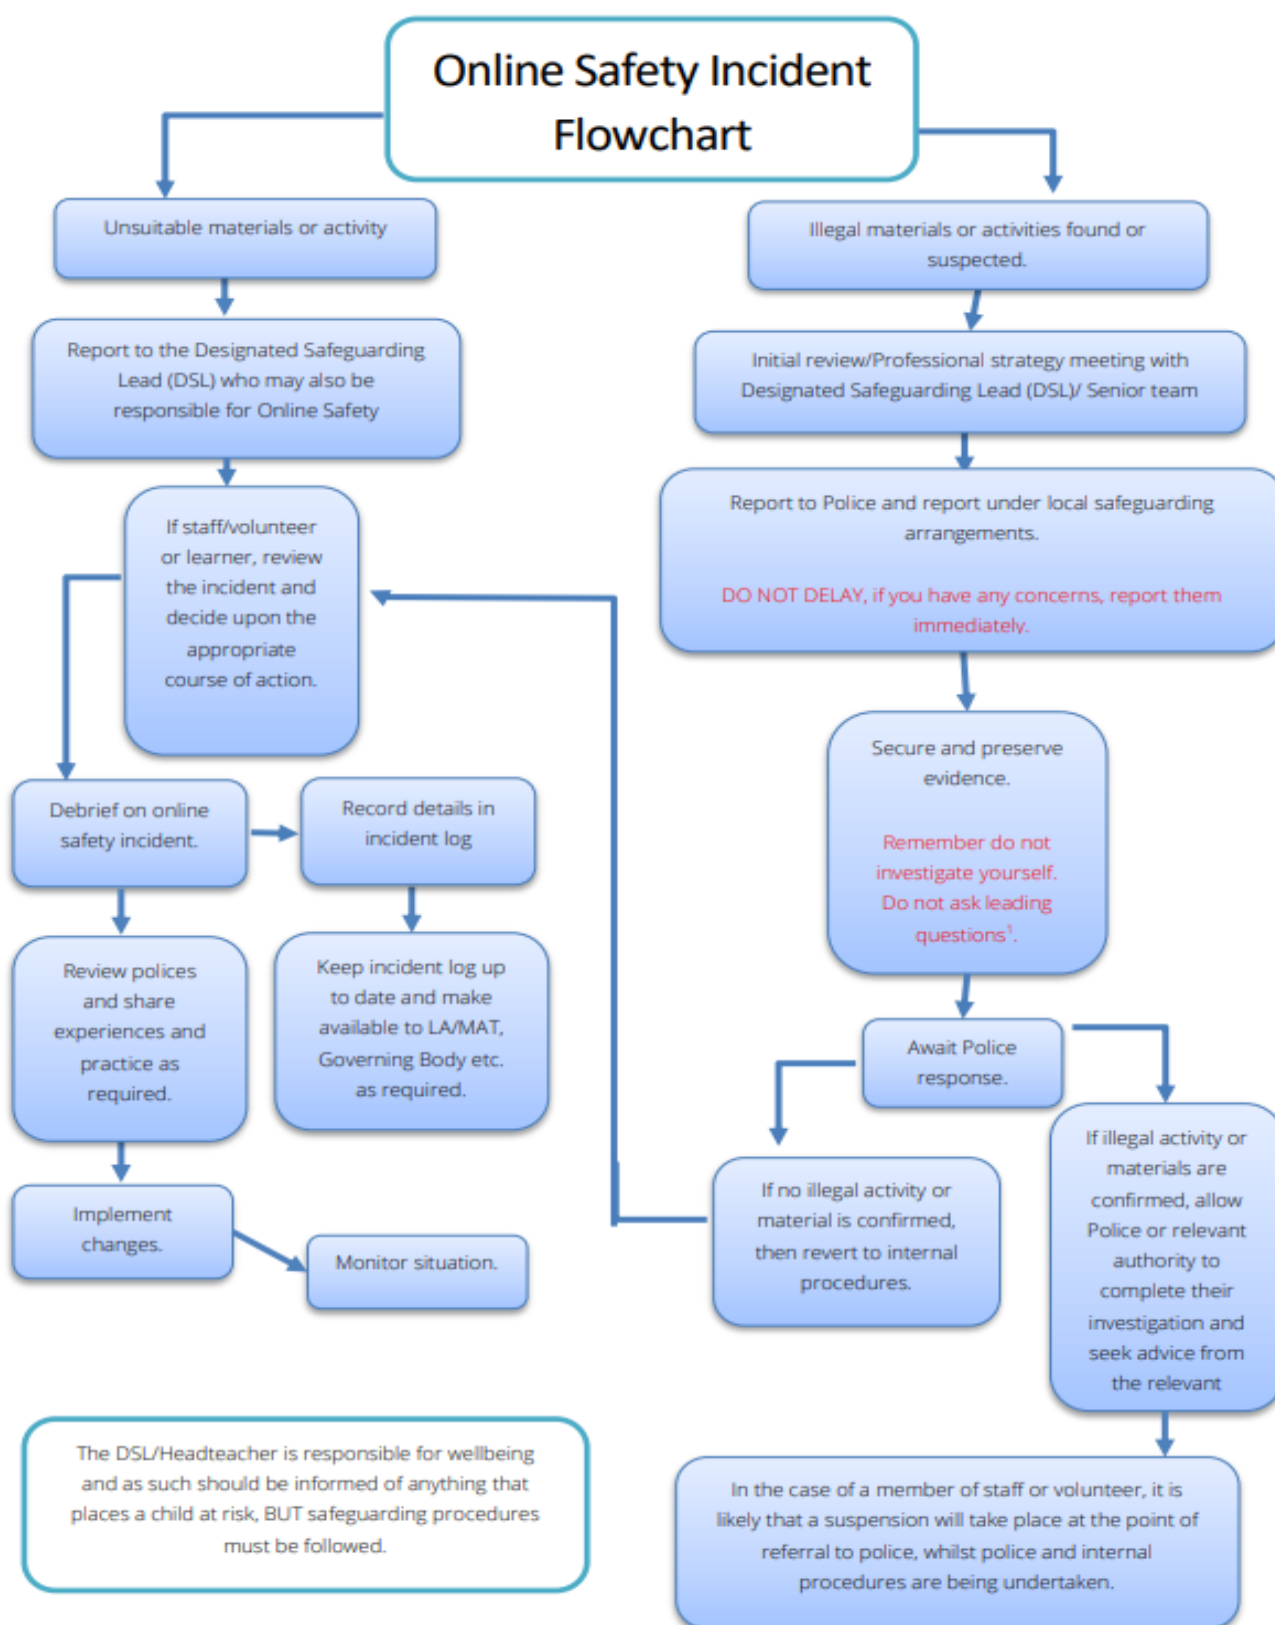 Online Safety Incident
Flowchart
Unsuitable materials or activity
Report to the Designated Safeguarding
Lead (DSL) who may also be
responsible for Online Safety
If staff/volunteer
or learner, review
the incident and
decide upon the
appropriate
course of action.
Debrief on online
safety incident.
Record details in
incident log
Review polices
and share
experiences and
practice as
required.
Keep incident log up
to date and make
available to LA/MAT,
Governing Body etc.
as required.
Implement
changes.
Monitor situation.
The DSL/Headteacher is responsible for wellbeing
and as such should be informed of anything that
places a child at risk, BUT safeguarding procedures
must be followed.
Illegal materials or activities found or
suspected.
Initial review/Professional strategy meeting with
Designated Safeguarding Lead (DSL)/ Senior team
Report to Police and report under local safeguarding
arrangements.
DO NOT DELAY, if you have any concerns, report them
immediately.
Secure and preserve
evidence.
Remember do not
investigate yourself.
Do not ask leading
questions¹.
Await Police
response.
If no illegal activity or
material is confirmed,
then revert to internal
procedures.
If illegal activity or
materials are
confirmed, allow
Police or relevant
authority to
complete their
investigation and
seek advice from
the relevant
In the case of a member of staff or volunteer, it is
likely that a suspension will take place at the point of
referral to police, whilst police and internal
procedures are being undertaken.